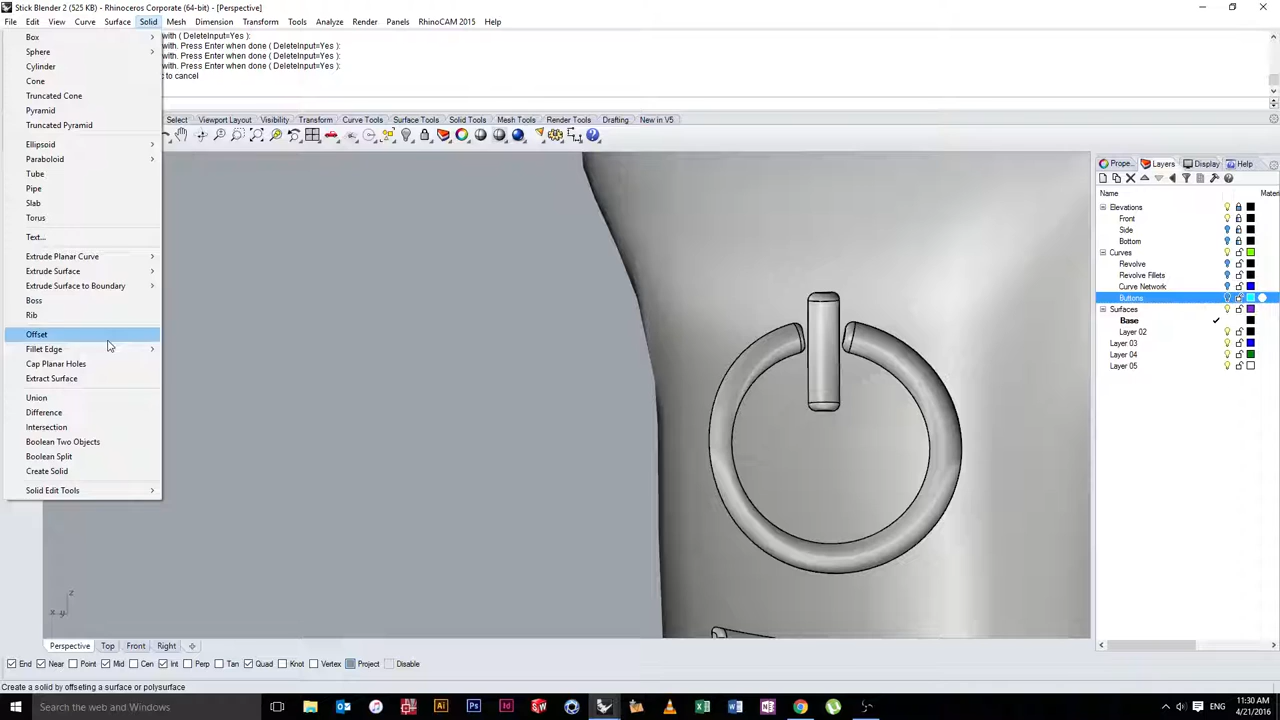 Stick Blender 2 (525 KB) - Rhinoceros Corporate (64-bit) - [Perspective]
File Edit View Curve Surface Solid Mesh Dimension Transform Tools Analyze Render Panels RhinoCAM 2015 Help
with ( DeleteInput=Yes ):
with. Press Enter when done ( DeleteInput=Yes ):
with. Press Enter when done ( DeleteInput=Yes ):
with. Press Enter when done ( DeleteInput=Yes ):
to cancel
Select Viewport Layout Visibility Transform Curve Tools Surface Tools Solid Tools Mesh Tools Render Tools Drafting New in V5
Box
Sphere
Cylinder
Cone
Truncated Cone
Pyramid
Truncated Pyramid
Ellipsoid
Paraboloid
Tube
Pipe
Slab
Torus
Text...
Extrude Planar Curve
Extrude Surface
Extrude Surface to Boundary
Boss
Rib
Offset
Fillet Edge
Cap Planar Holes
Extract Surface
Union
Difference
Intersection
Boolean Two Objects
Boolean Split
Create Solid
Solid Edit Tools
Prope... Layers Display Help
Name Mater
Elevations
Front
Side
Bottom
Curves
Revolve
Revolve Fillets
Curve Network
Buttons
Surfaces
Base
Layer 02
Layer 03
Layer 04
Layer 05
z
x y
Perspective Top Front Right
End Near Point Mid Cen Int Perp Tan Quad Knot Vertex Project Disable
Create a solid by offsetting a surface or polysurface
Search the web and Windows
ENG
11:30 AM
4/21/2016